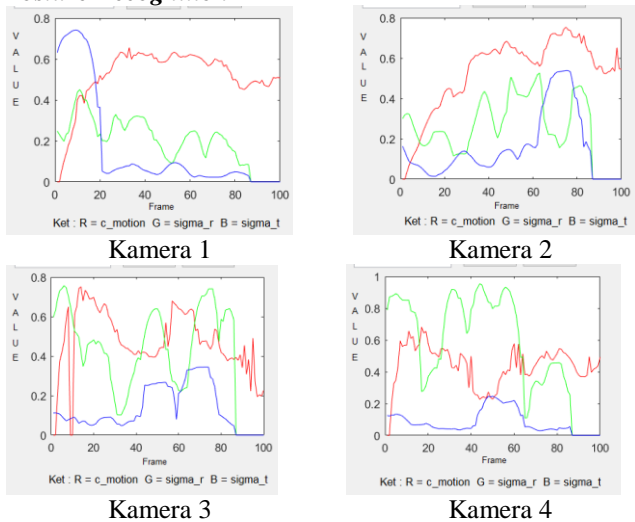 0.8
V
A
L
U
E
0.6
0.4
0.2
0
0 20 40 60 80 100
Frame
Ket : R = c_motion G = sigma_r B = sigma_t
Kamera 1
0.8
V
A
L
U
E
0.6
0.4
0.2
0
0 20 40 60 80 100
Frame
Ket : R = c_motion G = sigma_r B = sigma_t
Kamera 2
0.8
V
A
L
U
E
0.6
0.4
0.2
0
0 20 40 60 80 100
Frame
Ket : R = c_motion G = sigma_r B = sigma_t
Kamera 3
1
V
A
L
U
E
0.8
0.6
0.4
0.2
0
0 20 40 60 80 100
Frame
Ket : R = c_motion G = sigma_r B = sigma_t
Kamera 4